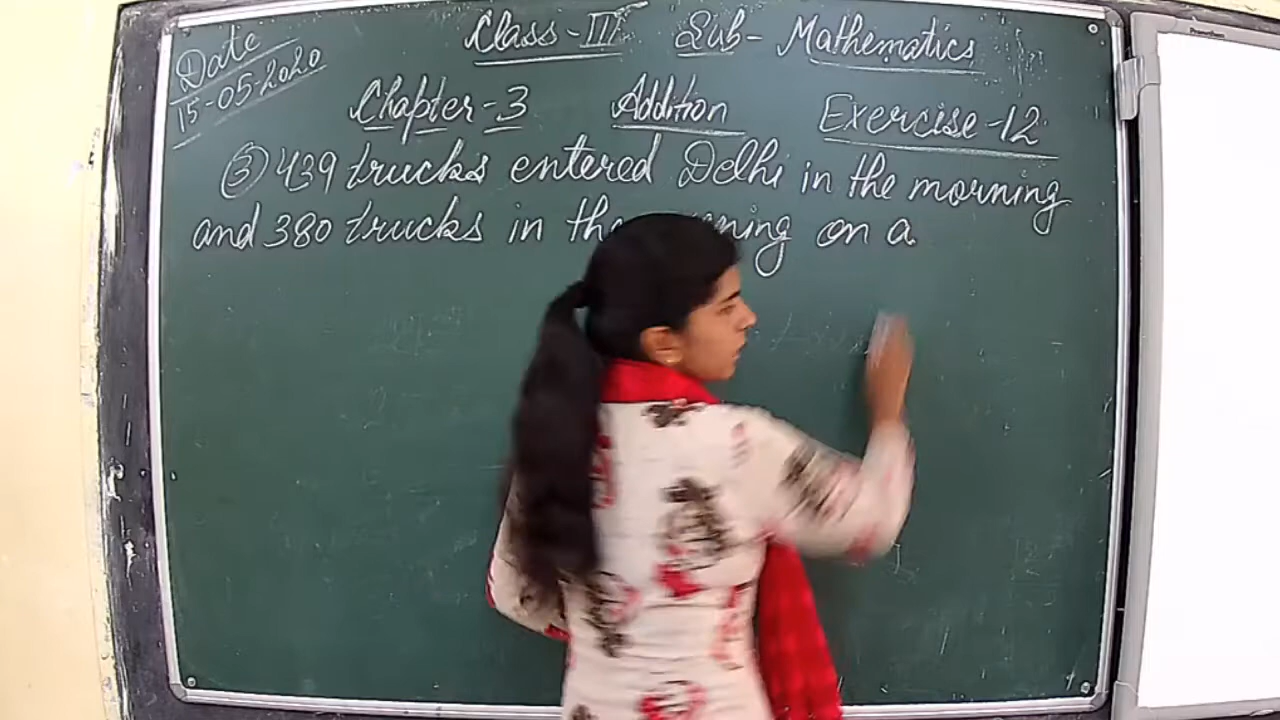 Date
15-05-2020
Class-III Sub- Mathematics
Chapter-3 Addition Exercise-12
③ 439 trucks entered Delhi in the morning
and 380 trucks in on a